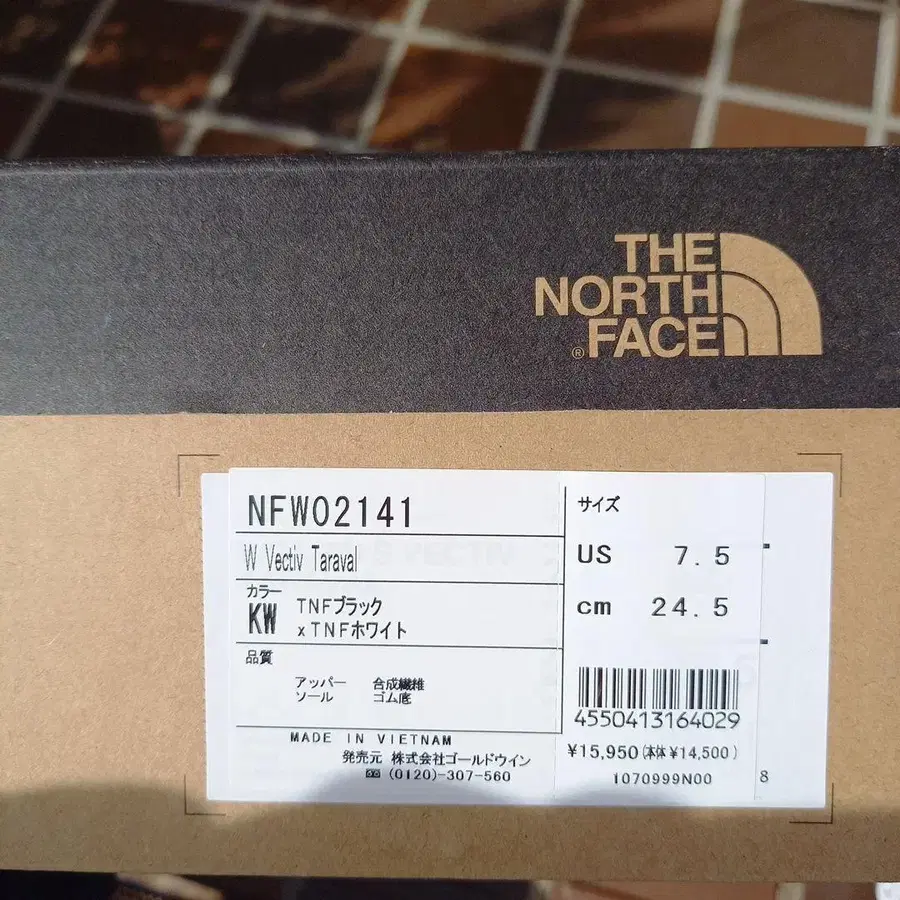 THE
NORTH
FACE
®
NFW02141
W Vectiv Taraval
カラー
KW
TNFブラック
xTNFホワイト
品質
アッパー 合成繊維
ソール ゴム底
MADE IN VIETNAM
発売元 株式会社ゴールドウイン
(0120)-307-560
サイズ
US 7.5
cm 24.5
4550413164029
¥15,950(本体¥14,500)
1070999N00
8